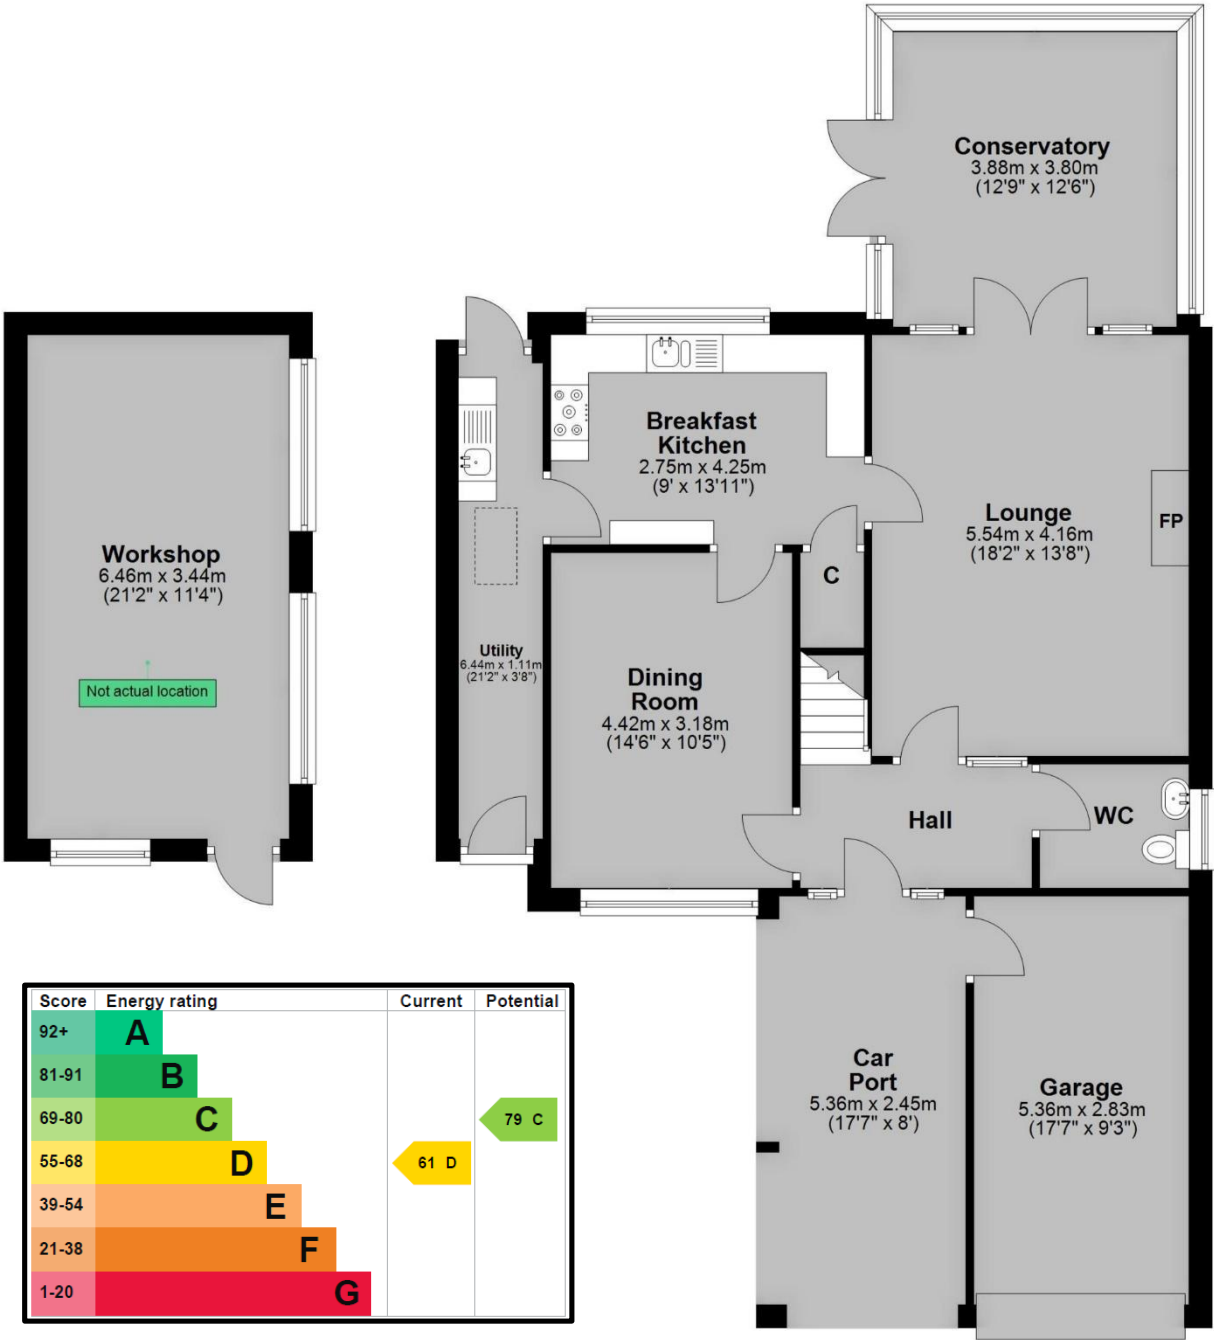 Conservatory
3.88m x 3.80m
(12'9" x 12'6")
Breakfast
Kitchen
2.75m x 4.25m
(9' x 13'11")
Lounge
5.54m x 4.16m
(18'2" x 13'8")
FP
Workshop
6.46m x 3.44m
(21'2" x 11'4")
Not actual location
C
Utility
6.44m x 1.11m
(21'2" x 3'8")
Dining
Room
4.42m x 3.18m
(14'6" x 10'5")
Hall
WC
Car
Port
5.36m x 2.45m
(17'7" x 8')
Garage
5.36m x 2.83m
(17'7" x 9'3")
Score Energy rating Current Potential
92+ A
81-91 B
69-80 C 79 C
55-68 D 61 D
39-54 E
21-38 F
1-20 G